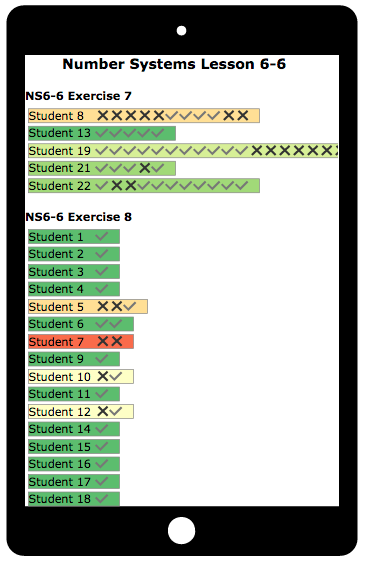 Number Systems Lesson 6-6
NS6-6 Exercise 7
Student 8 ✕✕✕✕✕✓✓✓✓✕✕
Student 13 ✓✓✓✓✓
Student 19 ✓✓✓✓✓✓✓✓✓✓✓✕✕✕✕✕✕
Student 21 ✓✓✓✕✓
Student 22 ✓✕✕✓✓✓✓✓✓✓✓
NS6-6 Exercise 8
Student 1 ✓
Student 2 ✓
Student 3 ✓
Student 4 ✓
Student 5 ✕✕✓
Student 6 ✓✓
Student 7 ✕✕
Student 9 ✓
Student 10 ✕✓
Student 11 ✓
Student 12 ✕✓
Student 14 ✓
Student 15 ✓
Student 16 ✓
Student 17 ✓
Student 18 ✓